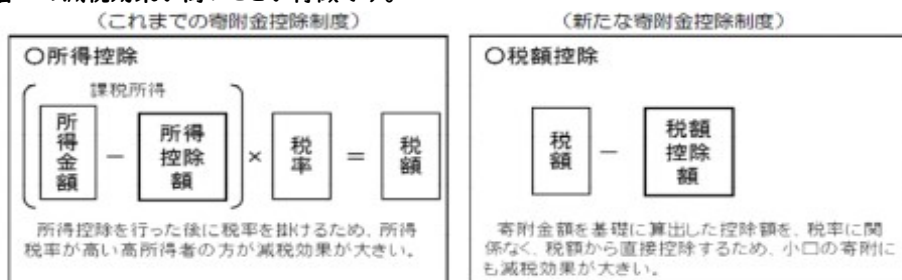 （これまでの寄附金控除制度）
〇所得控除
課税所得
所得金額 － 所得控除額 × 税率 ＝ 税額
所得控除を行った後に税率を掛けるため、所得
税率が高い高所得者の方が減税効果が大きい。
（新たな寄附金控除制度）
〇税額控除
税額 － 税額控除額
寄附金額を基礎に算出した控除額を、税率に関
係なく、税額から直接控除するため、小口の寄附に
も減税効果が大きい。